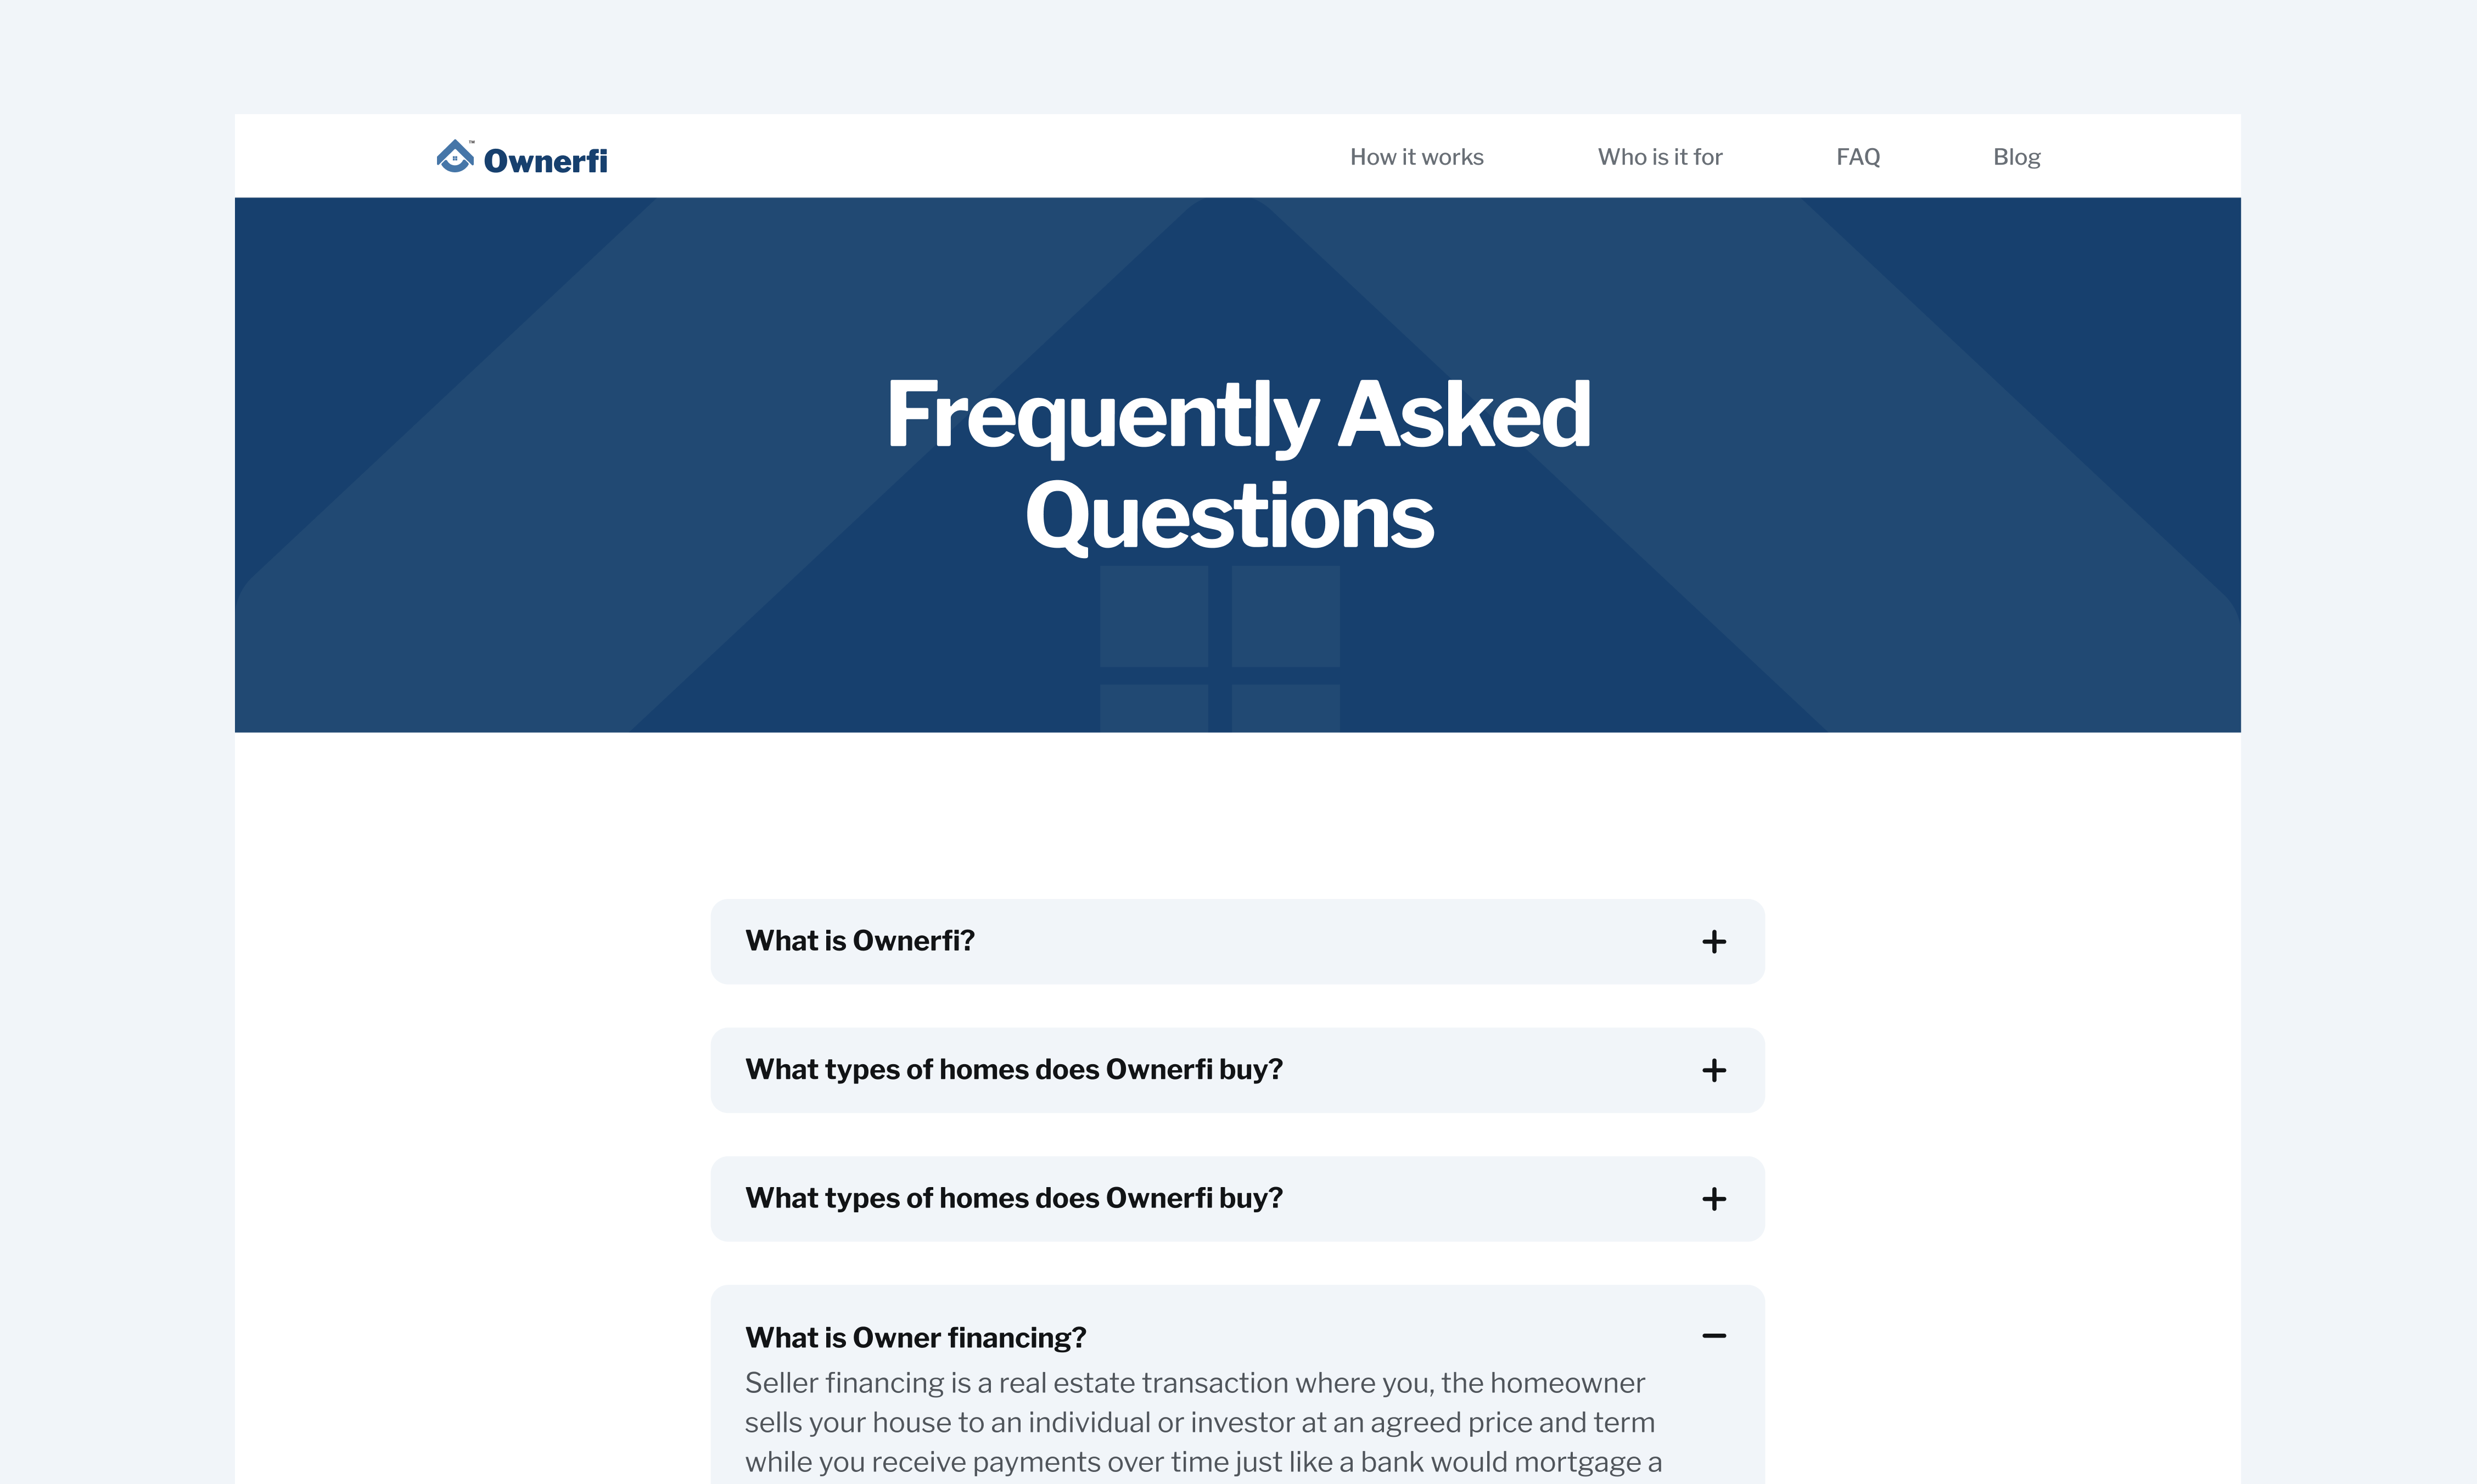 Ownerfi
TM
How it works
Who is it for
FAQ
Blog
Frequently Asked
Questions
What is Ownerfi?
What types of homes does Ownerfi buy?
What types of homes does Ownerfi buy?
What is Owner financing?
Seller financing is a real estate transaction where you, the homeowner
sells your house to an individual or investor at an agreed price and term
while you receive payments over time just like a bank would mortgage a